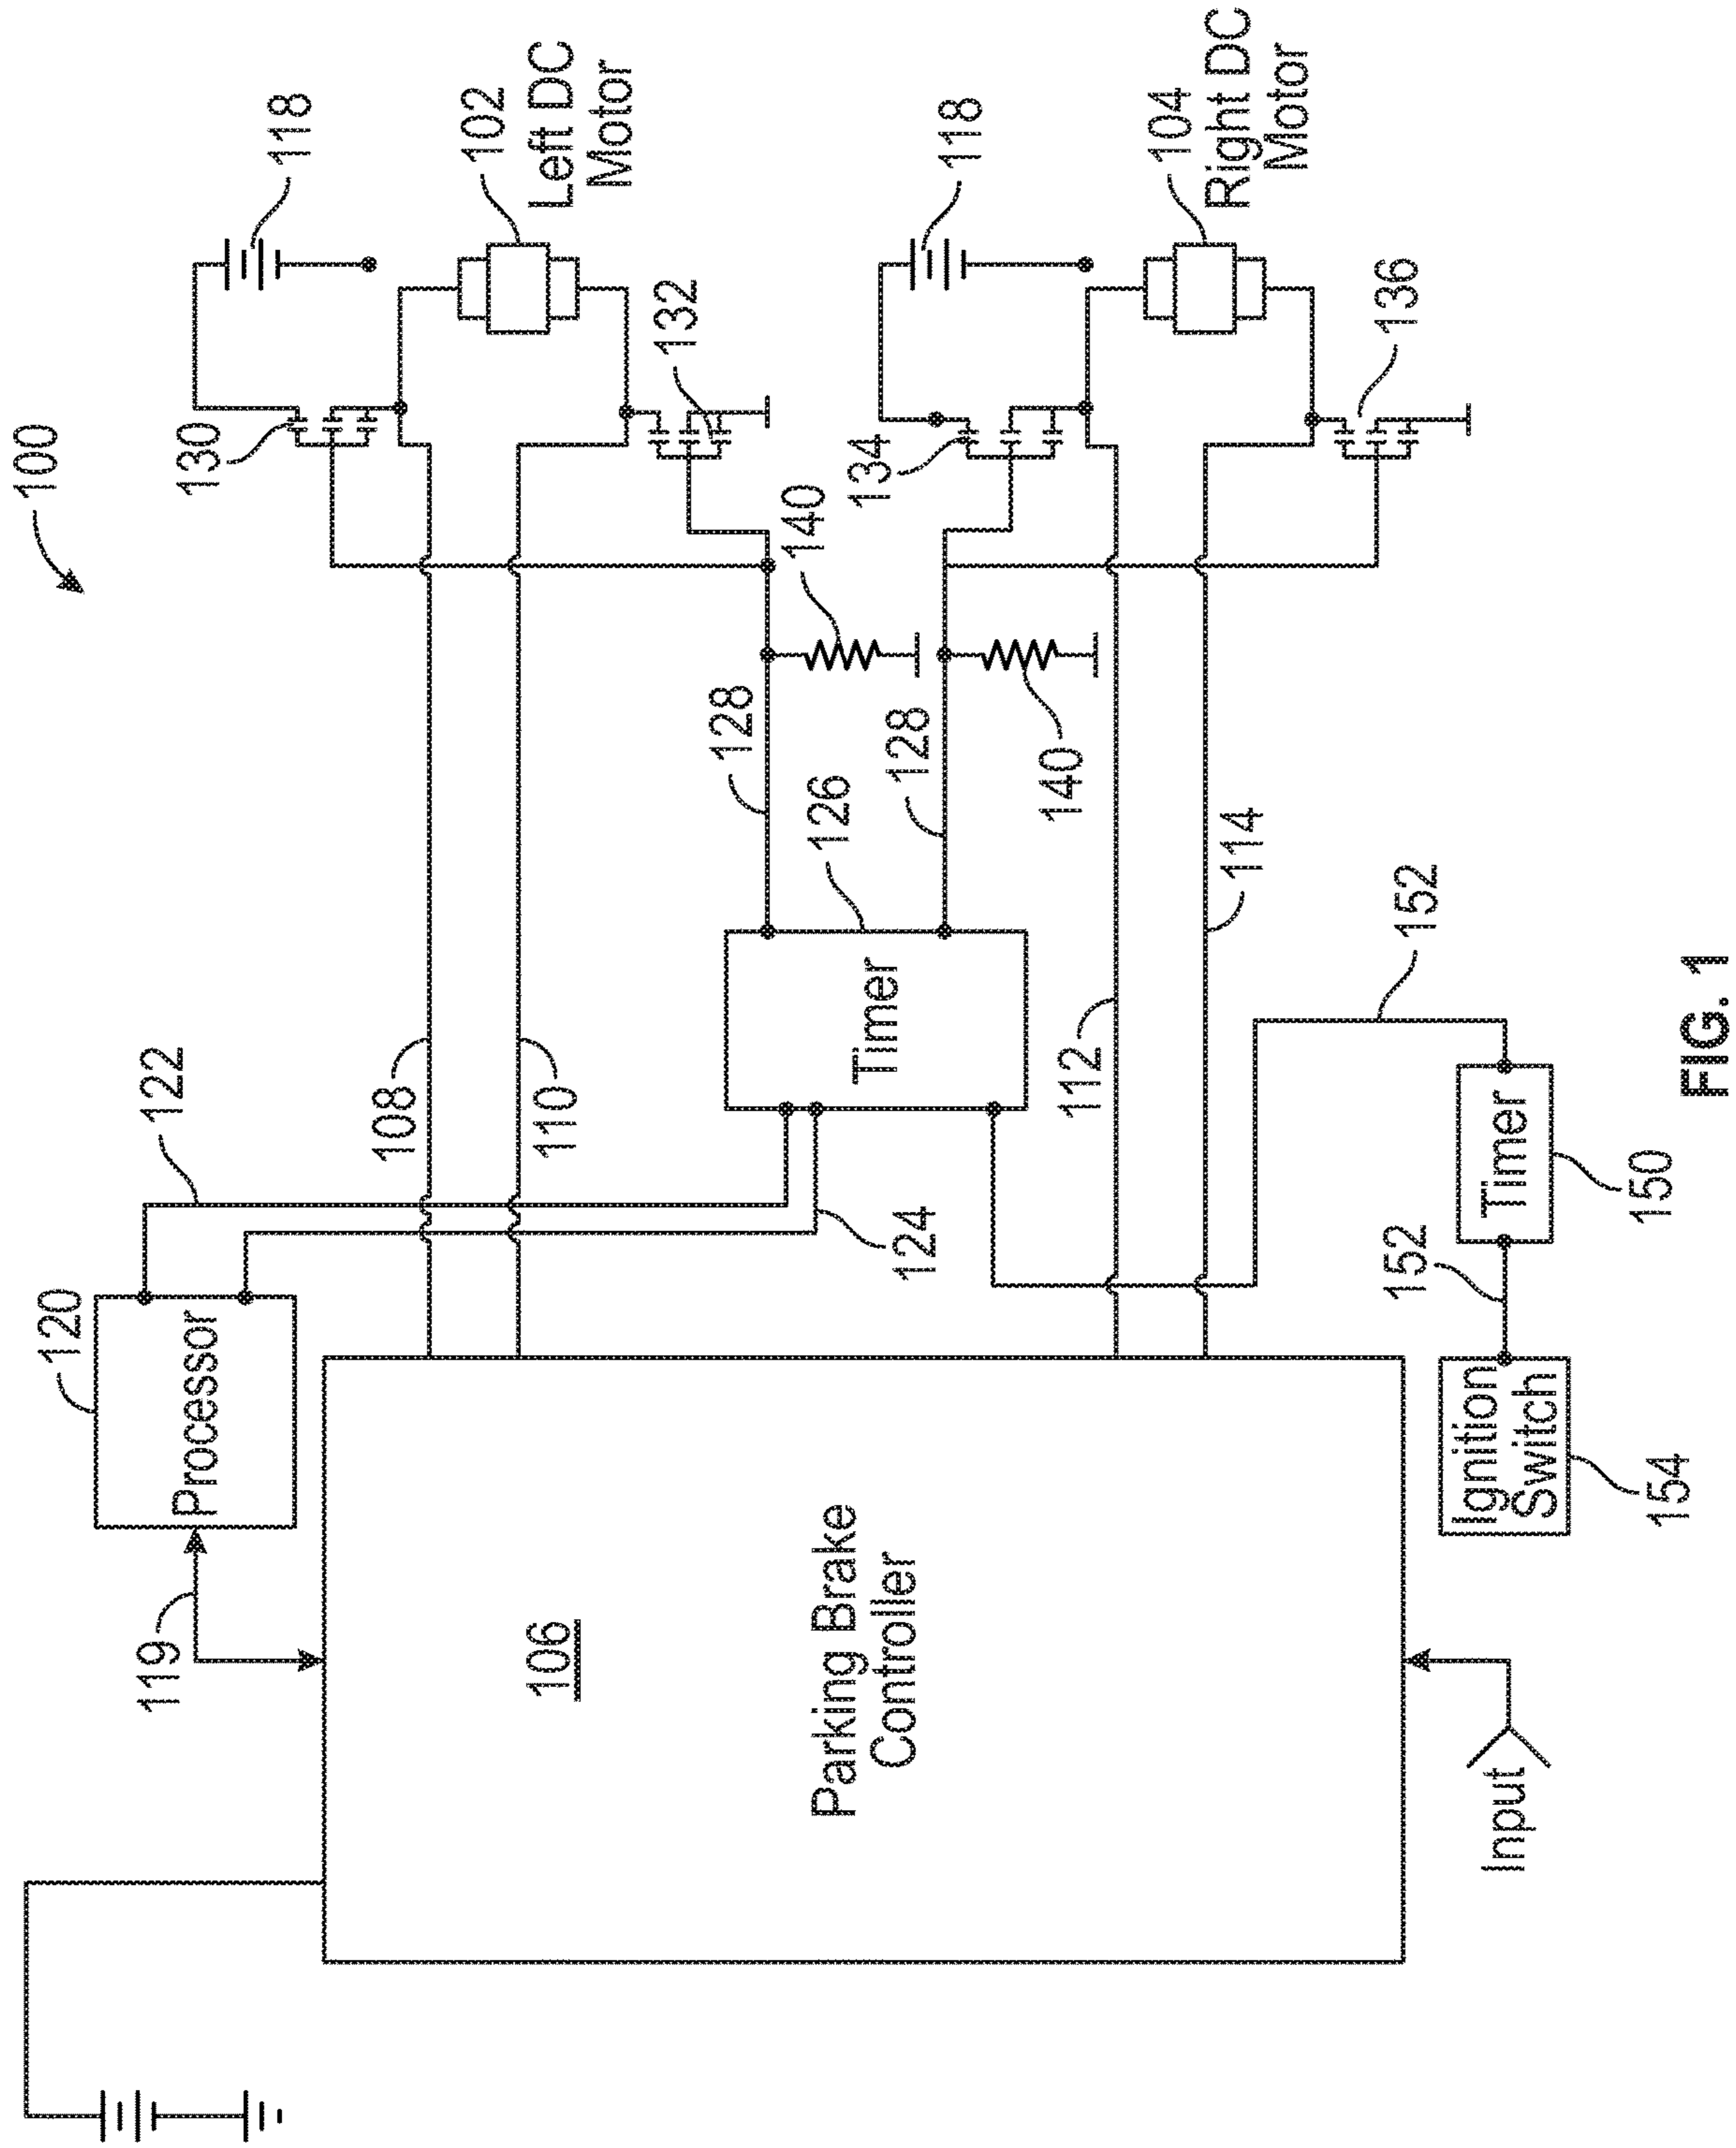 100
118
130
102
Left DC
Motor
132
118
134
104
Right DC
Motor
136
140
128
128
140
126
Timer
108
110
112
114
122
124
120
Processor
119
106
Parking Brake
Controller
152
Timer
150
152
Ignition
Switch
154
Input
FIG. 1